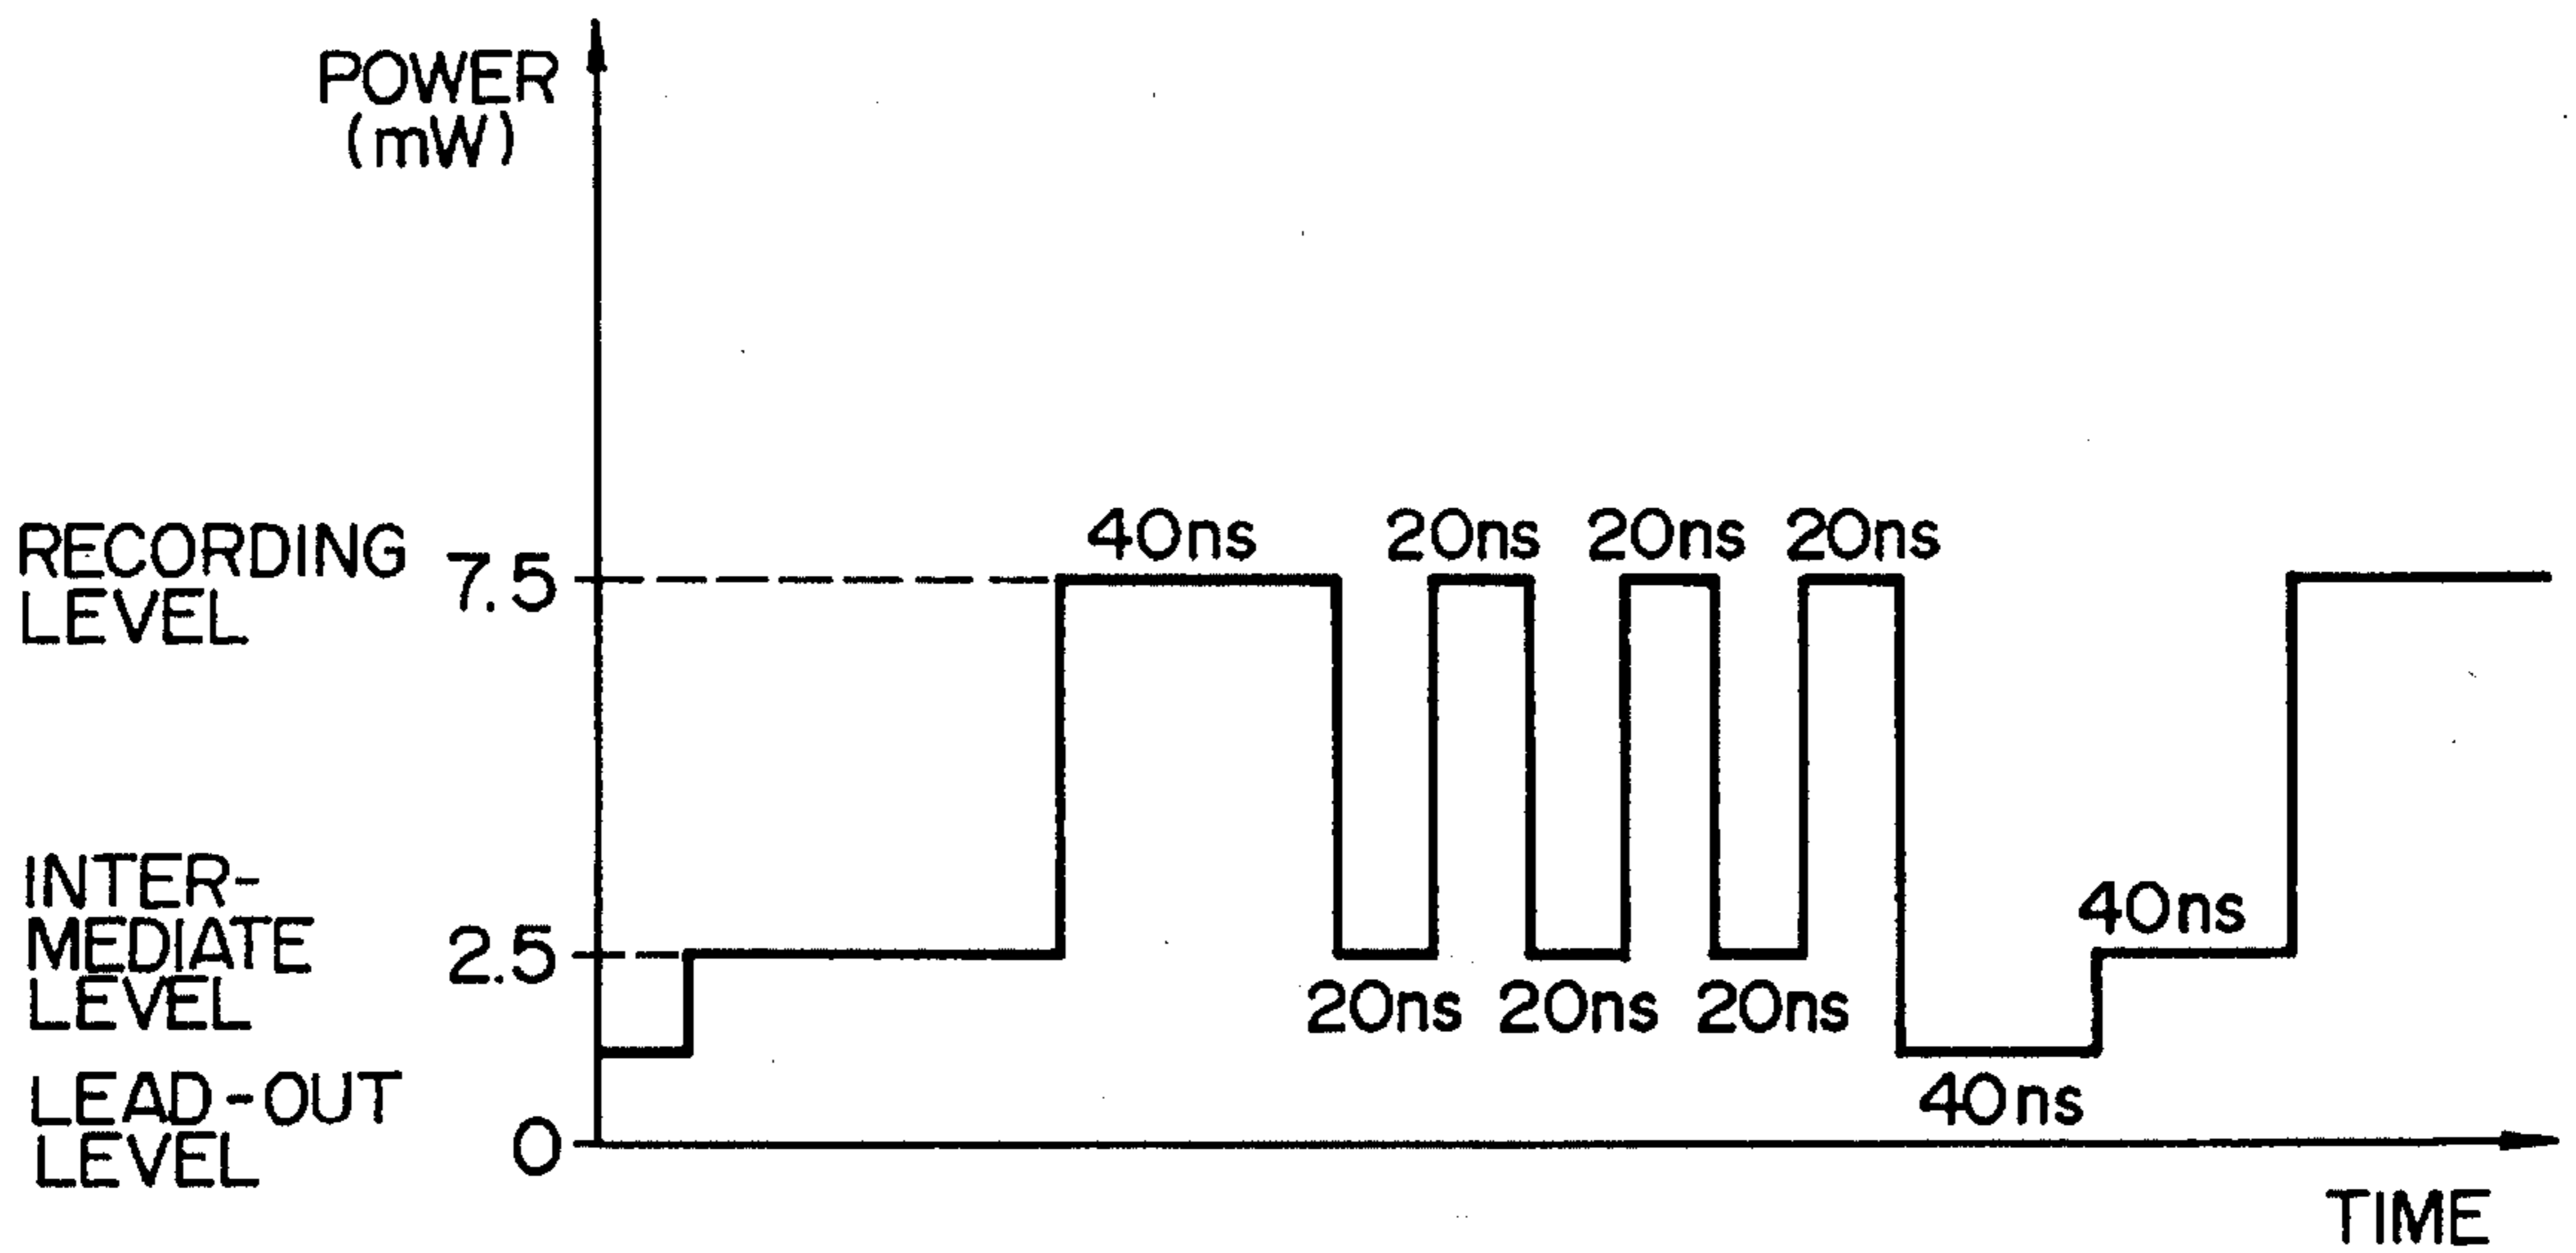 POWER
(mW)
RECORDING
LEVEL
7.5
40ns
20ns
20ns
20ns
INTER-
MEDIATE
LEVEL
2.5
20ns
20ns
20ns
40ns
40ns
LEAD-OUT
LEVEL
0
TIME